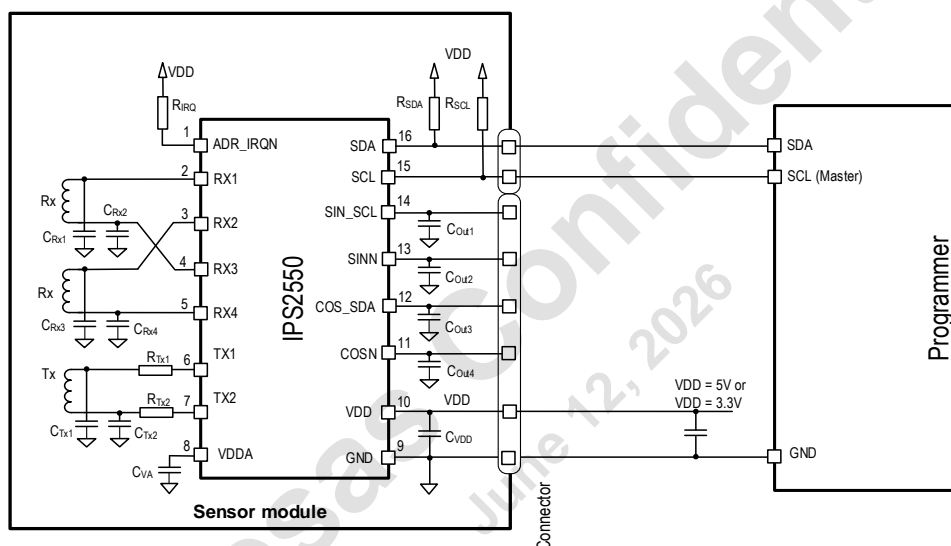 VDD
VDD
RIRQ
RSDA
RSCL
1
ADR_IRQN
SDA
16
SDA
2
RX1
SCL
15
SCL (Master)
Rx
CRx2
CRx1
3
RX2
SIN_SCL
14
COut1
4
RX3
SINN
13
COut2
Rx
CRx3
CRx4
5
RX4
COS_SDA
12
COut3
IPS2550
Programmer
COSN
11
COut4
Tx
RTx1
6
TX1
RTx2
7
TX2
CTx1
CTx2
VDD
10
VDD
CVDD
VDD = 5V or
VDD = 3.3V
8
VDDA
CVA
GND
9
GND
Sensor module
Connector
sas Confident
June 12, 2026